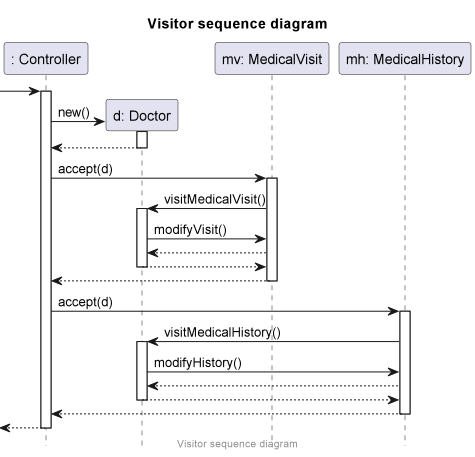 Visitor sequence diagram
: Controller
mv: MedicalVisit
mh: MedicalHistory
new()
d: Doctor
accept(d)
visitMedicalVisit()
modifyVisit()
accept(d)
visitMedicalHistory()
modifyHistory()
Visitor sequence diagram